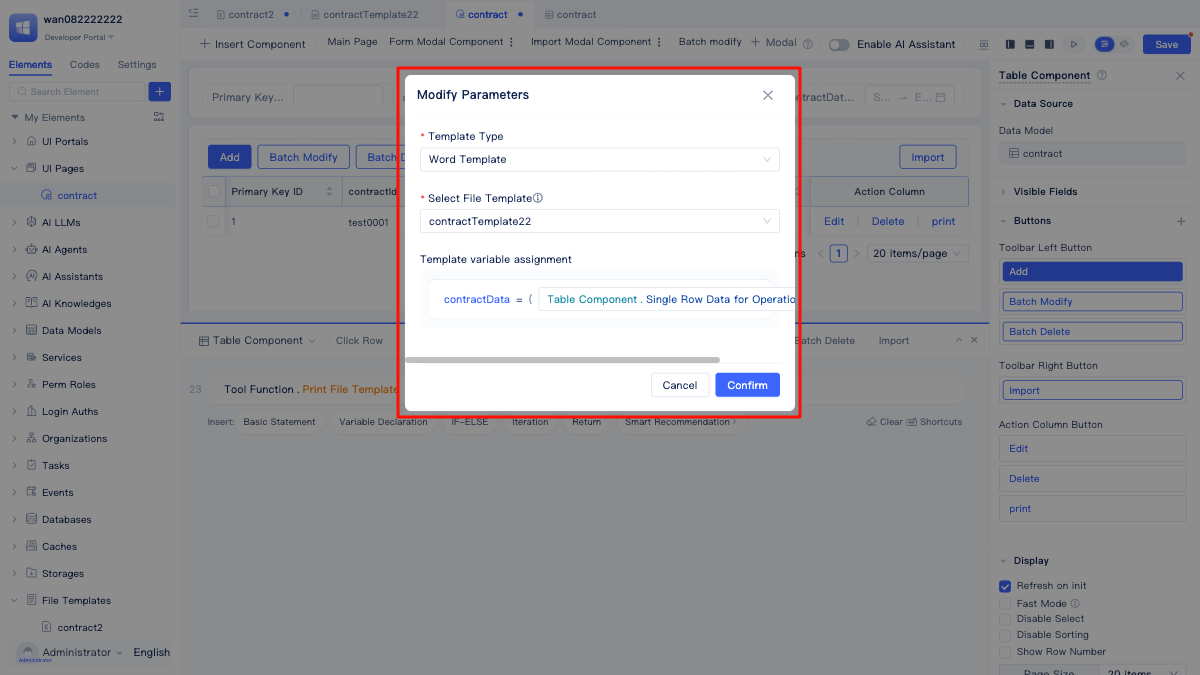 wan082222222
Developer Portal
Elements
Codes
Settings
Search Element
My Elements
UI Portals
UI Pages
contract
AI LLMs
AI Agents
AI Assistants
AI Knowledges
Data Models
Services
Perm Roles
Login Auths
Organizations
Tasks
Events
Databases
Caches
Storages
File Templates
contract2
Administrator
Administrator
English
contract2
contractTemplate22
contract
contract
Insert Component
Main Page
Form Modal Component
Import Modal Component
Batch modify
Modal
Enable AI Assistant
Save
Primary Key...
S...
E...
Add
Batch Modify
Import
Primary Key ID
Action Column
1
test0001
Edit
Delete
print
1
20 items/page
Modify Parameters
* Template Type
Word Template
* Select File Template
contractTemplate22
Template variable assignment
contractData = ( Table Component . Single Row Data for Operatio
Cancel
Confirm
Table Component
Click Row
Batch Delete
Import
23
Tool Function . Print File Template
Insert:
Basic Statement
Variable Declaration
IF-ELSE
Iteration
Return
Smart Recommendation
Clear
Shortcuts
Table Component
Data Source
Data Model
contract
Visible Fields
Buttons
Toolbar Left Button
Add
Batch Modify
Batch Delete
Toolbar Right Button
Import
Action Column Button
Edit
Delete
print
Display
Refresh on init
Fast Mode
Disable Select
Disable Sorting
Show Row Number
Page Size
20 items